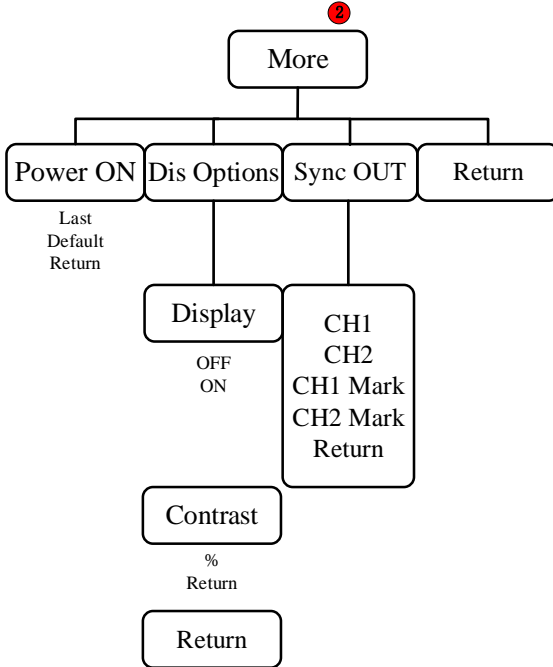 2
More
Power ON
Dis Options
Sync OUT
Return
Last
Default
Return
Display
OFF
ON
CH1
CH2
CH1 Mark
CH2 Mark
Return
Contrast
%
Return
Return